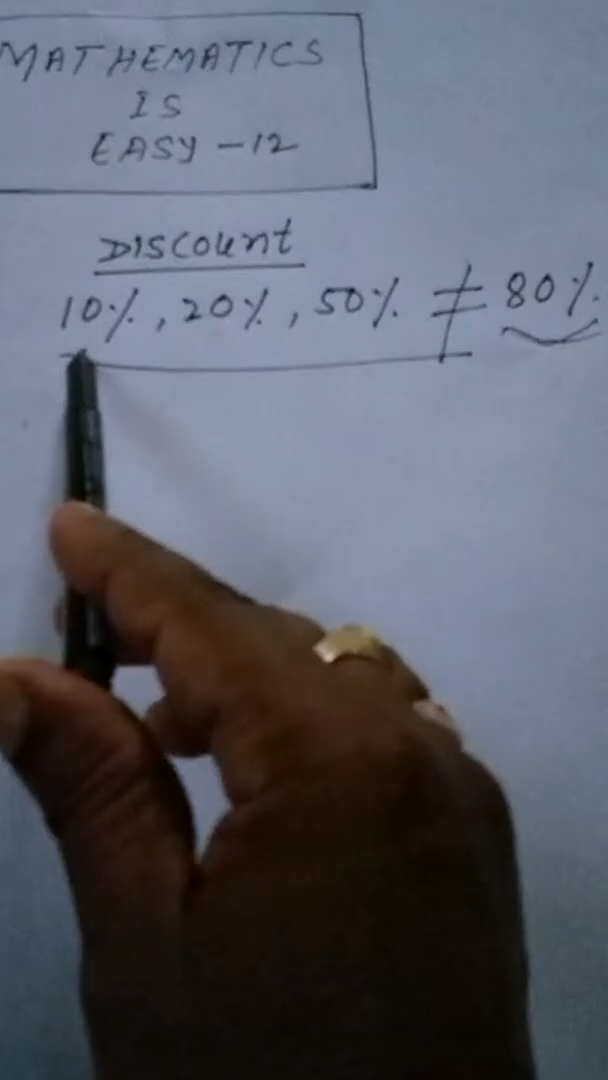 MATHEMATICS
IS
EASY - 12
DISCOUNT
10%, 20%, 50% ≠ 80%.